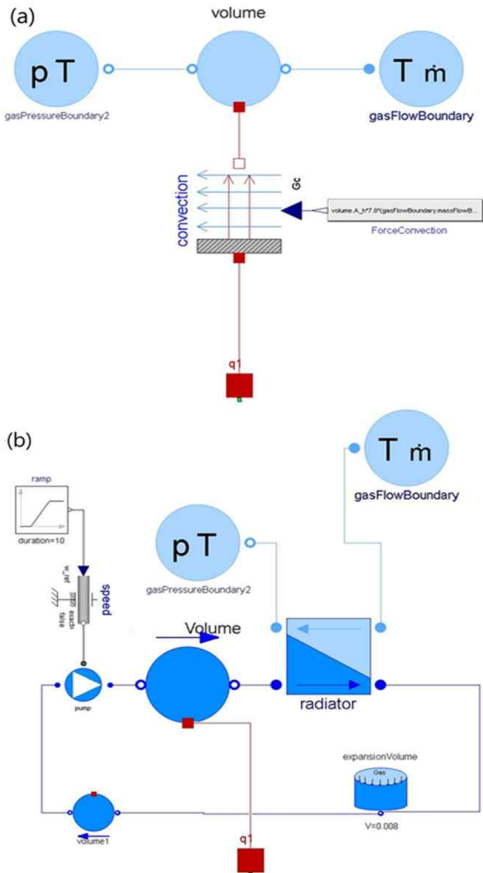 (a)
volume
p T
T ṁ
gasPressureBoundary2
gasFlowBoundary
convection
Gc
volume.A_h*7.8*(gasFlowBoundary.massFlowB...
ForceConvection
q1
(b)
T ṁ
gasFlowBoundary
ramp
duration=10
p T
gasPressureBoundary2
w_ref
exact=
false
speed
Volume
pump
radiator
expansionVolume
Gas
V=0.008
volume1
q1